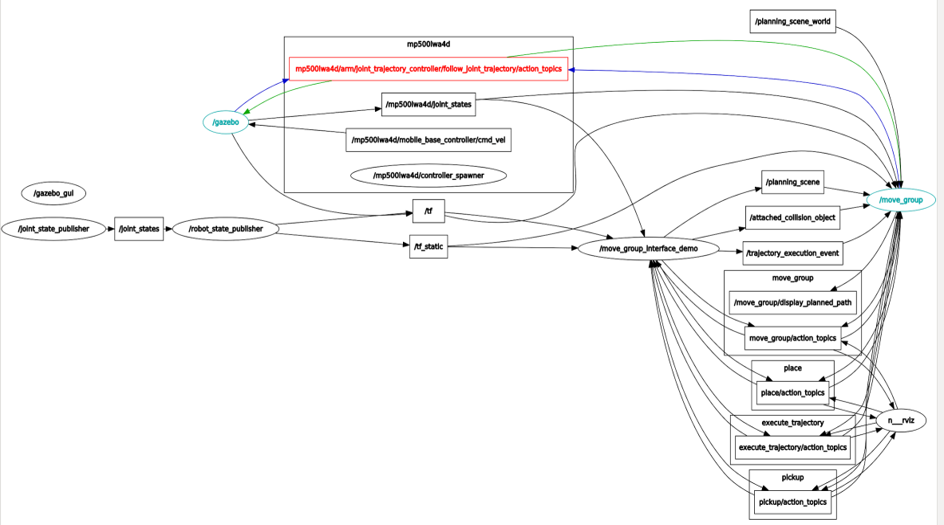 /planning_scene_world
mp500lwa4d
mp500lwa4d/arm/joint_trajectory_controller/follow_joint_trajectory/action_topics
/mp500lwa4d/joint_states
/gazebo
/mp500lwa4d/mobile_base_controller/cmd_vel
/mp500lwa4d/controller_spawner
/planning_scene
/gazebo_gui
/move_group
/tf
/attached_collision_object
/joint_state_publisher
/joint_states
/robot_state_publisher
/tf_static
/move_group_interface_demo
/trajectory_execution_event
move_group
/move_group/display_planned_path
move_group/action_topics
place
place/action_topics
n__rviz
execute_trajectory
execute_trajectory/action_topics
pickup
pickup/action_topics